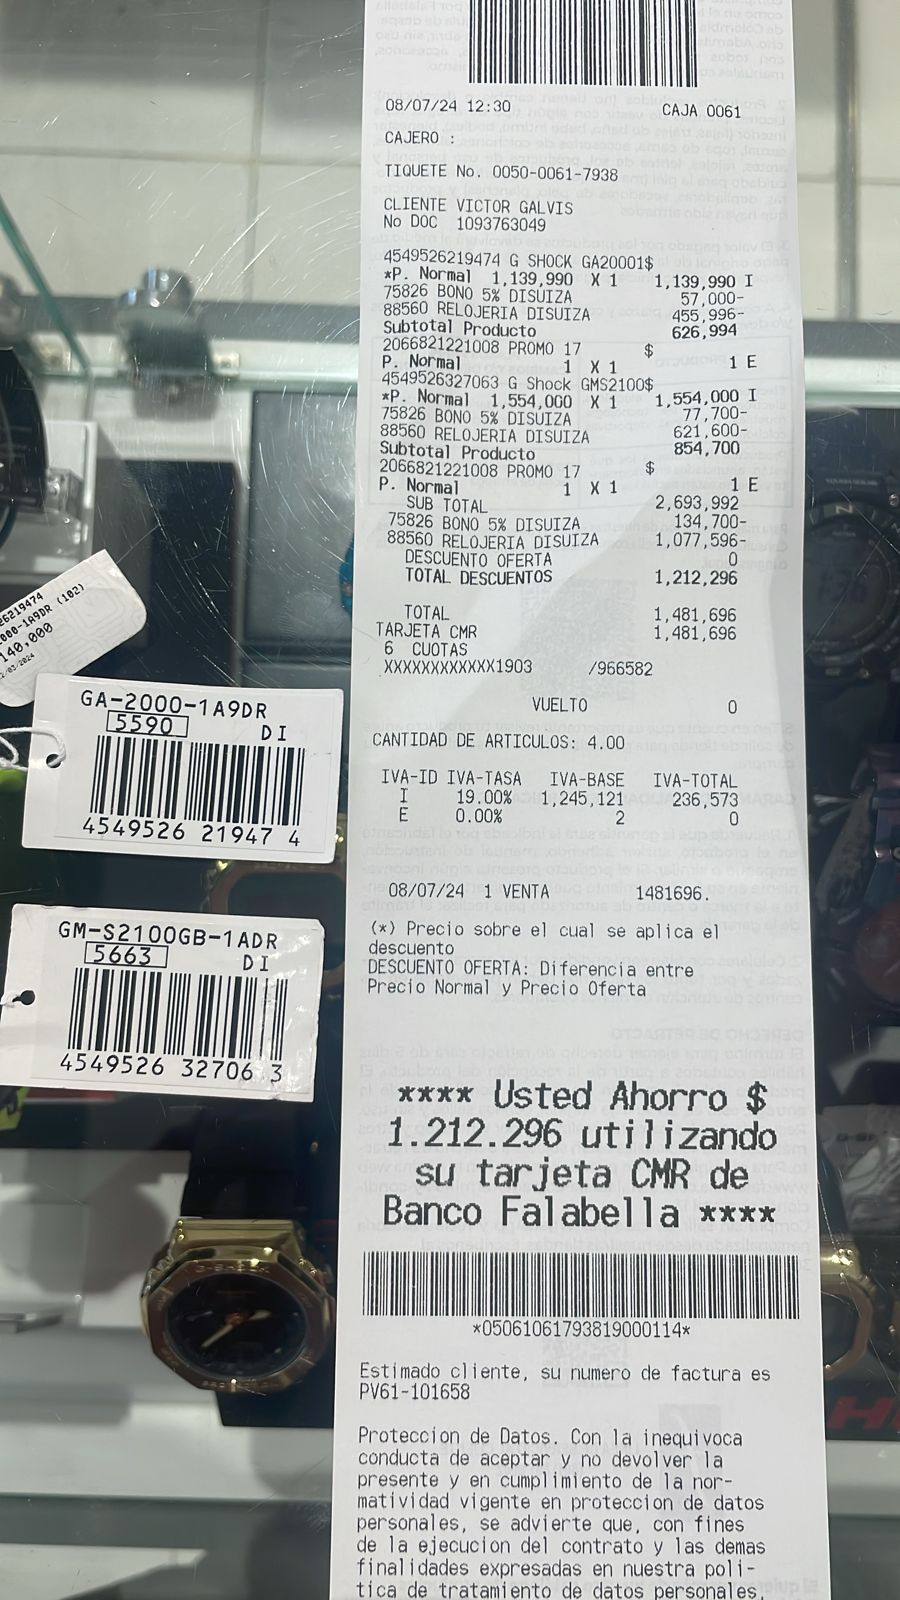 08/07/24 12:30 CAJA 0061
CAJERO :
TIQUETE No. 0050-0061-7938
CLIENTE VICTOR GALVIS
No DOC 1093763049
4549526219474 G SHOCK GA20001$
*P. Normal 1,139,990 X 1 1,139,990 I
75826 BONO 5% DISUIZA 57,000-
88560 RELOJERIA DISUIZA 455,996-
Subtotal Producto 626,994
2066821221008 PROMO 17 $
P. Normal 1 X 1 1 E
4549526327063 G Shock GMS2100$
*P. Normal 1,554,000 X 1 1,554,000 I
75826 BONO 5% DISUIZA 77,700-
88560 RELOJERIA DISUIZA 621,600-
Subtotal Producto 854,700
2066821221008 PROMO 17 $
P. Normal 1 X 1 1 E
SUB TOTAL 2,693,992
75826 BONO 5% DISUIZA 134,700-
88560 RELOJERIA DISUIZA 1,077,596-
DESCUENTO OFERTA 0
TOTAL DESCUENTOS 1,212,296
TOTAL 1,481,696
TARJETA CMR 1,481,696
6 CUOTAS
XXXXXXXXXXXX1903 /966582
VUELTO 0
CANTIDAD DE ARTICULOS: 4.00
IVA-ID IVA-TASA IVA-BASE IVA-TOTAL
I 19.00% 1,245,121 236,573
E 0.00% 2 0
08/07/24 1 VENTA 1481696.
(*) Precio sobre el cual se aplica el
descuento
DESCUENTO OFERTA: Diferencia entre
Precio Normal y Precio Oferta
**** Usted Ahorro $
1.212.296 utilizando
su tarjeta CMR de
Banco Falabella ****
*05061061793819000114*
Estimado cliente, su numero de factura es
PV61-101658
Proteccion de Datos. Con la inequivoca
conducta de aceptar y no devolver la
presente y en cumplimiento de la nor-
matividad vigente en proteccion de datos
personales, se advierte que, con fines
de la ejecucion del contrato y las demas
finalidades expresadas en nuestra poli-
tica de tratamiento de datos personales,
26219474
000-1A9DR (102)
140,000
GA-2000-1A9DR
5590 DI
4549526 21947 4
GM-S2100GB-1ADR
5663 DI
4549526 32706 3